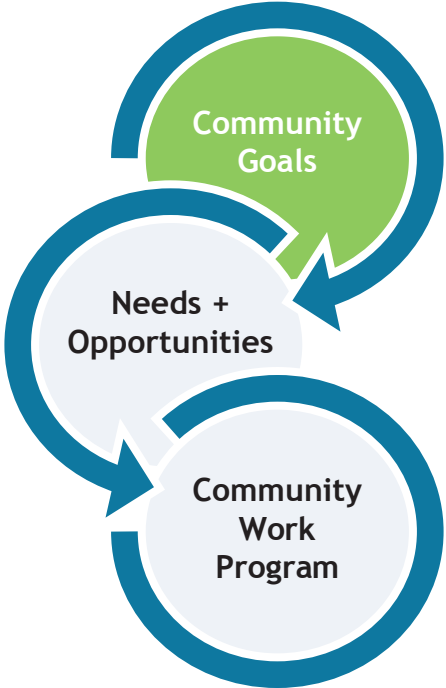 Community
Goals
Needs +
Opportunities
Community
Work
Program